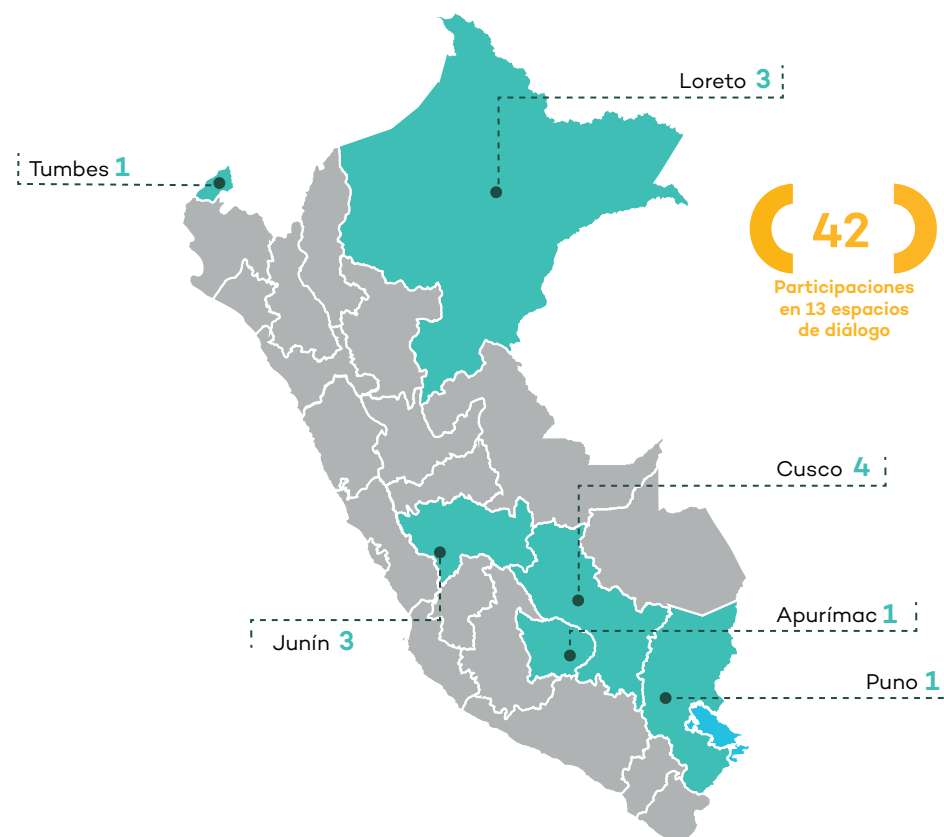 Loreto 3
Tumbes 1
42
Participaciones
en 13 espacios
de diálogo
Cusco 4
Apurímac 1
Junín 3
Puno 1